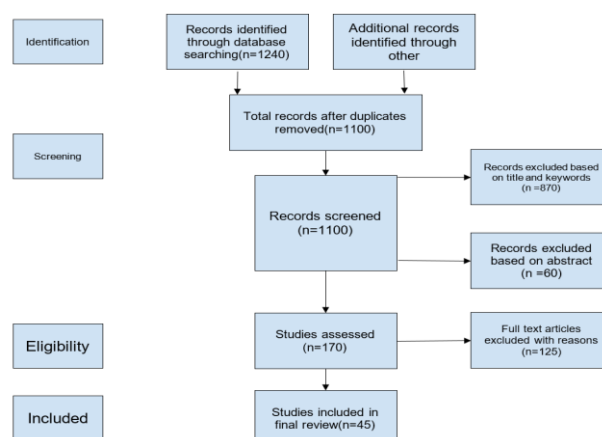 Identification
Records identified
through database
searching(n=1240)
Additional records
identified through
other
Total records after duplicates
removed(n=1100)
Screening
Records excluded based
on title and keywords
(n =870)
Records screened
(n=1100)
Records excluded
based on abstract
(n =60)
Eligibility
Studies assessed
(n=170)
Full text articles
excluded with reasons
(n=125)
Included
Studies included in
final review(n=45)